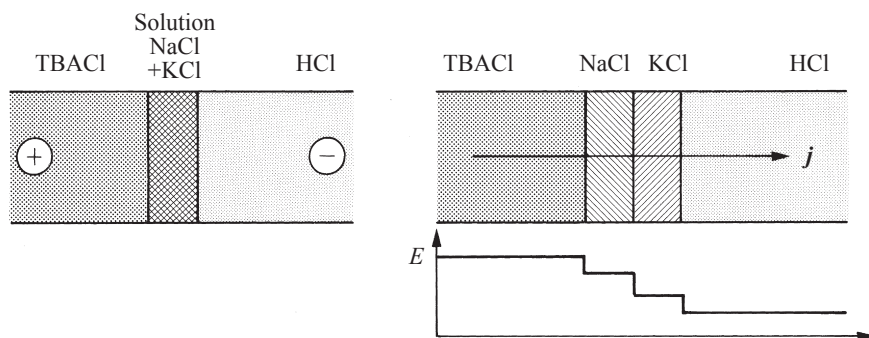 Solution
NaCl
+KCl
TBACl
HCl
+
−
TBACl
NaCl
KCl
HCl
j
E